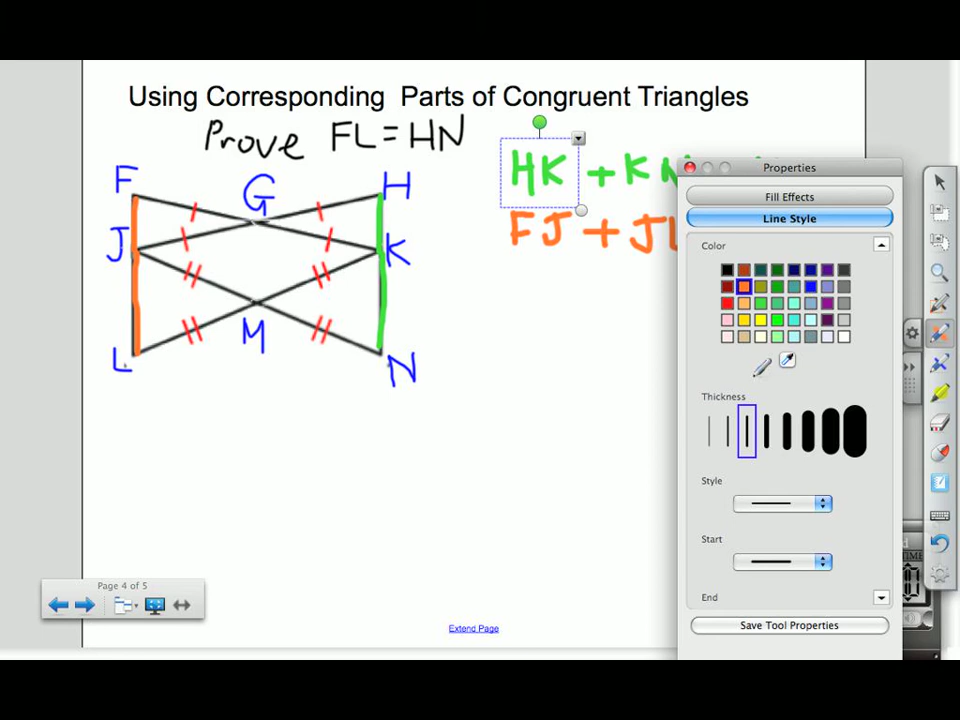 Using Corresponding Parts of Congruent Triangles
Prove FL=HN
HK + K
FJ + J
F
G
H
J
K
L
M
N
Properties
Fill Effects
Line Style
Color
Thickness
Style
Start
End
Save Tool Properties
Page 4 of 5
Extend Page